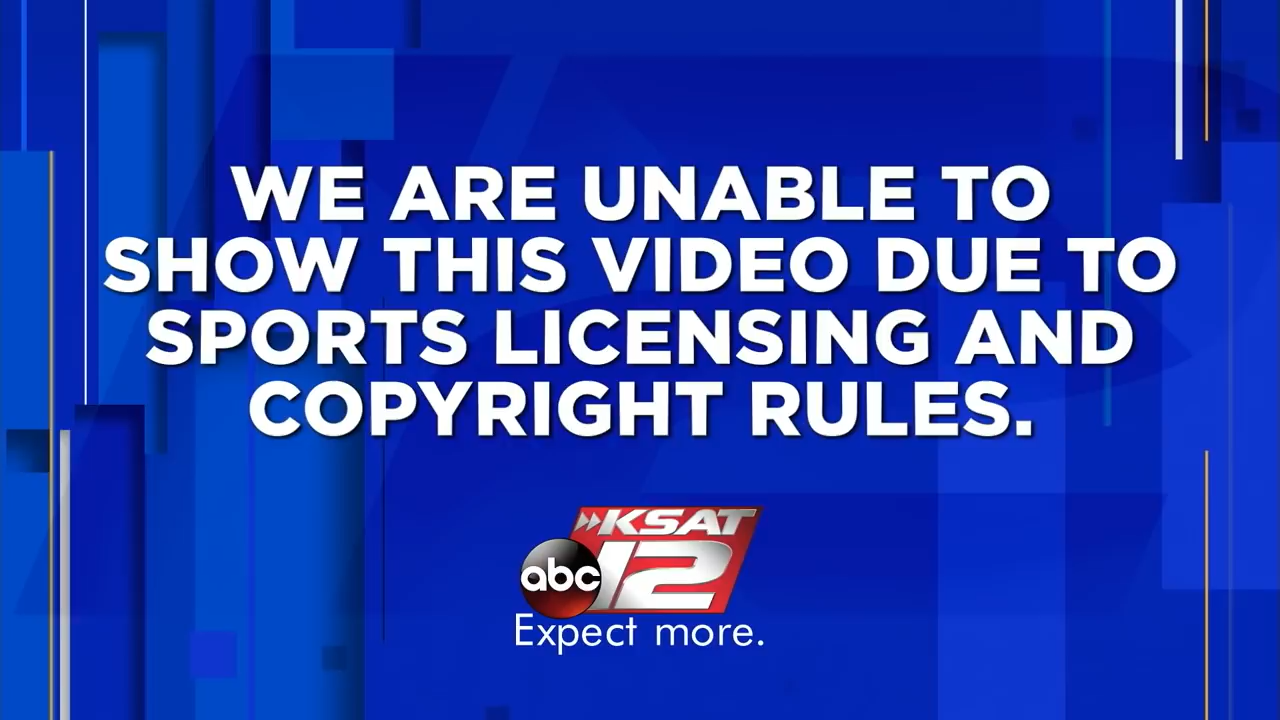 WE ARE UNABLE TO
SHOW THIS VIDEO DUE TO
SPORTS LICENSING AND
COPYRIGHT RULES.
KSAT
abc 12
Expect more.